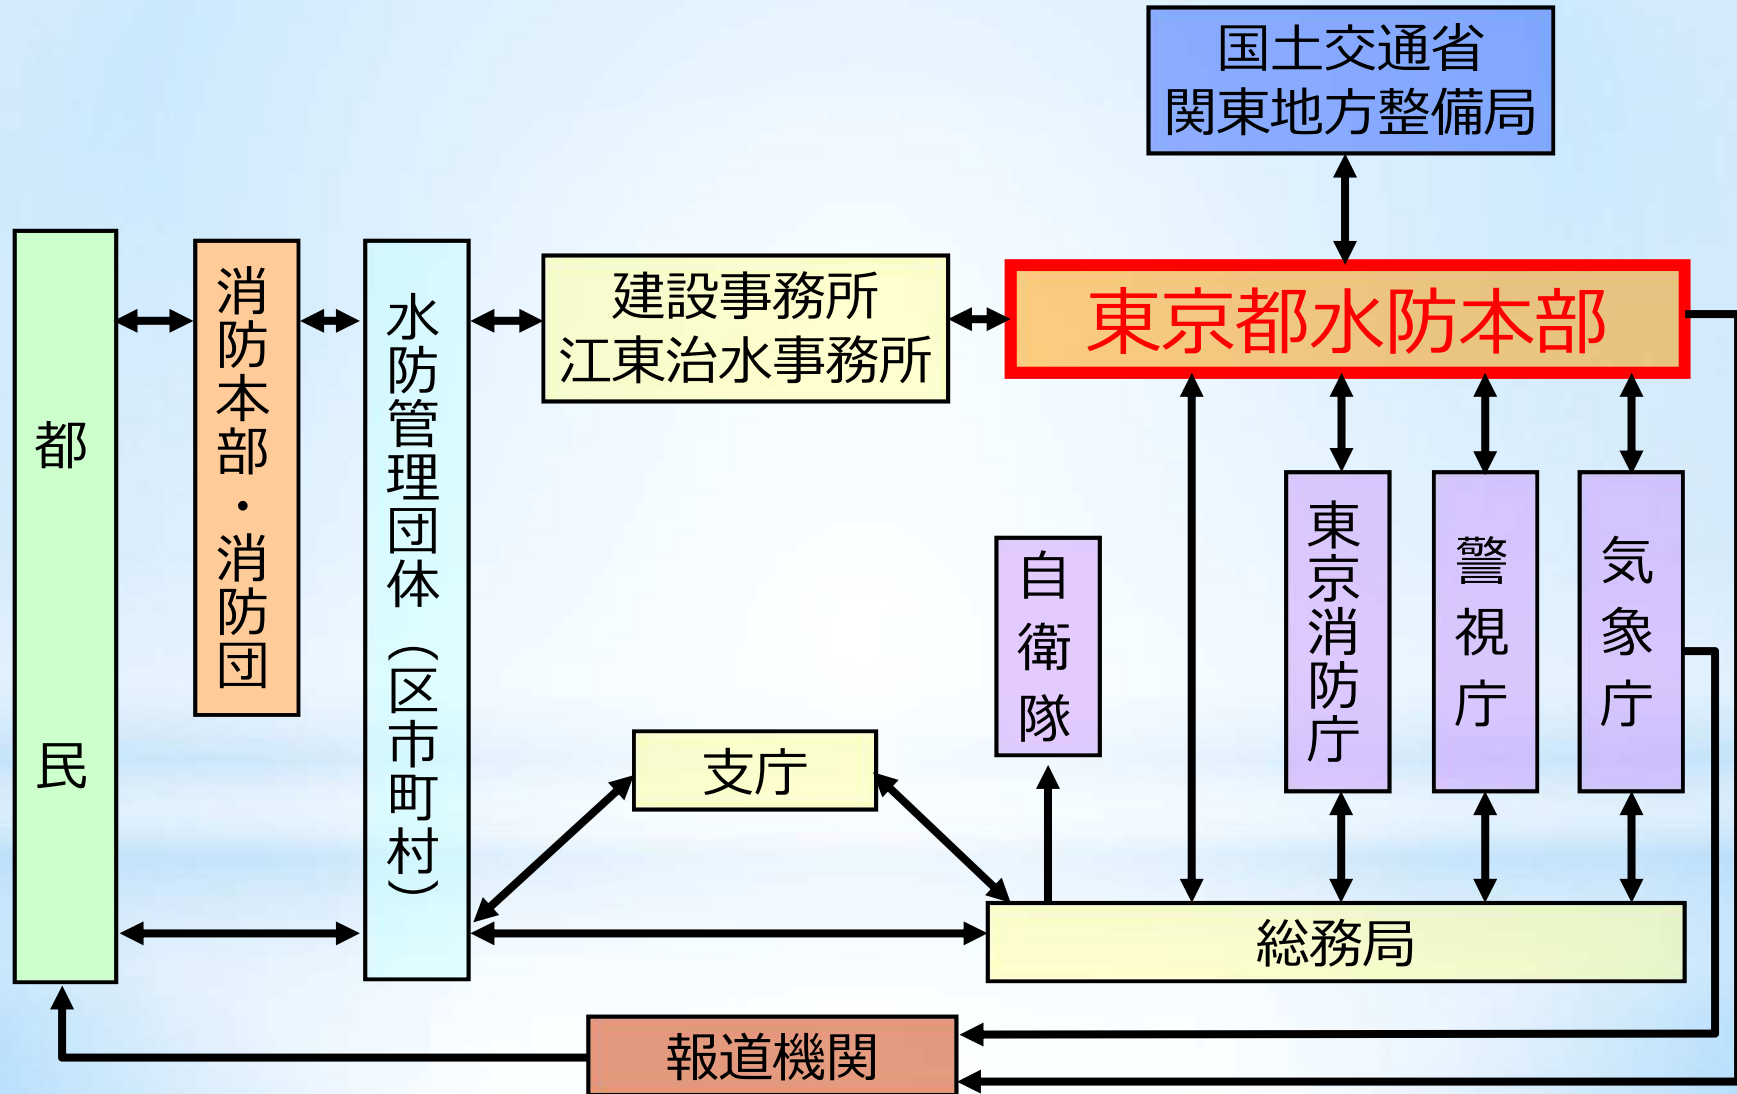 国土交通省
関東地方整備局
都民
消防本部・消防団
水防管理団体（区市町村）
建設事務所
江東治水事務所
東京都水防本部
支庁
自衛隊
東京消防庁
警視庁
気象庁
総務局
報道機関